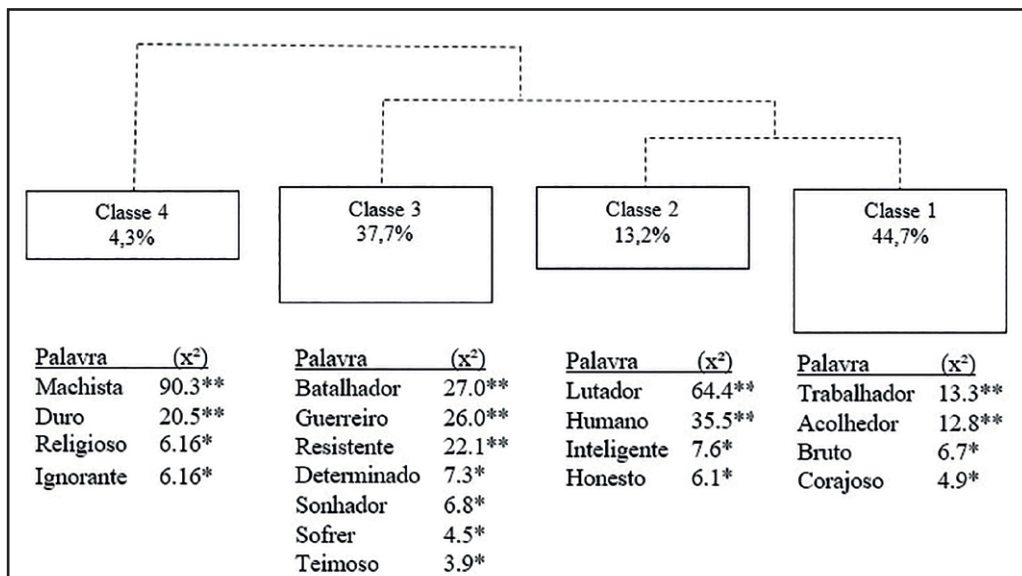 Classe 4
4,3%
Classe 3
37,7%
Classe 2
13,2%
Classe 1
44,7%
Palavra (x²)
Machista 90.3**
Duro 20.5**
Religioso 6.16*
Ignorante 6.16*
Palavra (x²)
Batalhador 27.0**
Guerreiro 26.0**
Resistente 22.1**
Determinado 7.3*
Sonhador 6.8*
Sofrer 4.5*
Teimoso 3.9*
Palavra (x²)
Lutador 64.4**
Humano 35.5**
Inteligente 7.6*
Honesto 6.1*
Palavra (x²)
Trabalhador 13.3**
Acolhedor 12.8**
Bruto 6.7*
Corajoso 4.9*